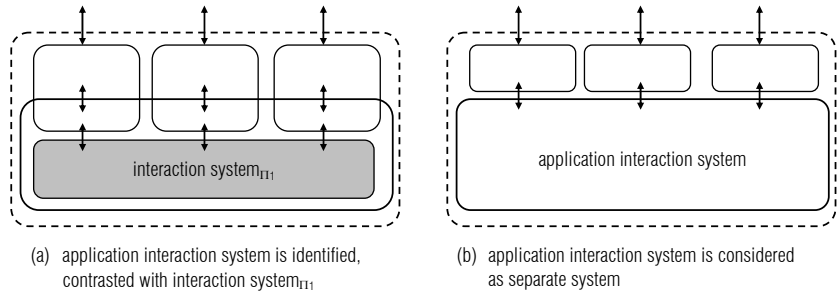 interaction systemΠ1
application interaction system
(a) application interaction system is identified,
contrasted with interaction systemΠ1
(b) application interaction system is considered
as separate system